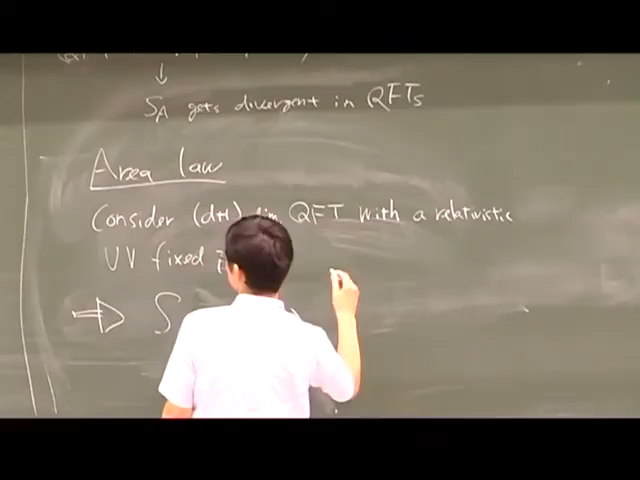 ↓
S_A gets divergent in QFTs
Area law
Consider (d+1) dim QFT with a relativistic
UV fixed
⇒ S